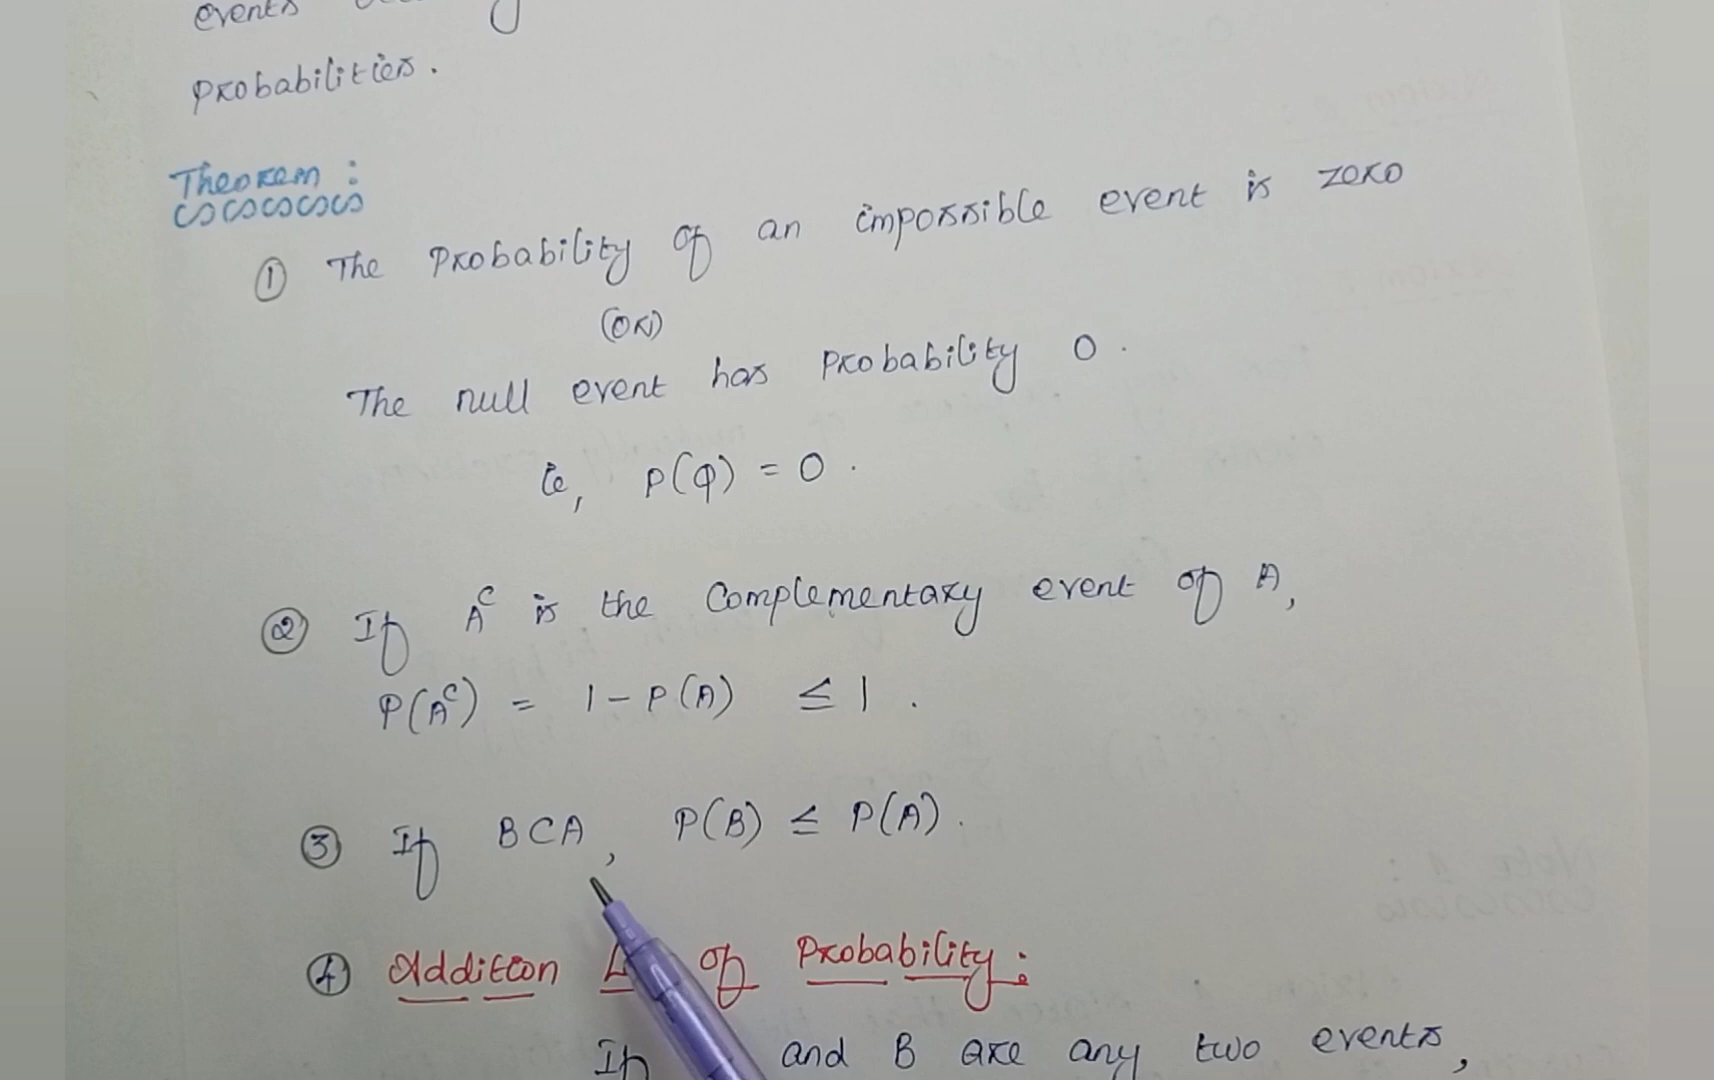 events
probabilities.
Theorem :
① The Probability of an impossible event is zero
(OR)
The null event has Probability 0.
ie, P(φ) = 0.
② If Aᶜ is the Complementary event of A,
P(Aᶜ) = 1 - P(A) ≤ 1.
③ If B⊂A, P(B) ≤ P(A).
④ Addition of Probability :
If and B are any two events,